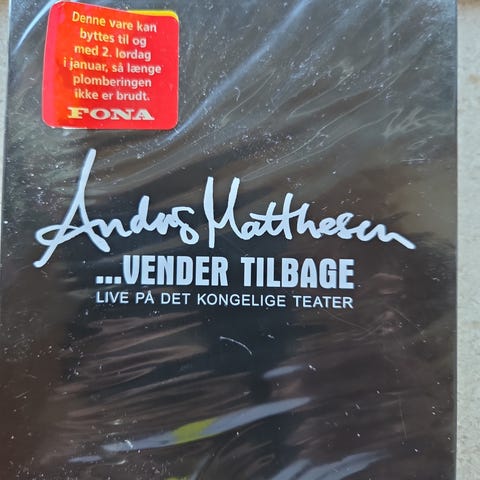 Denne vare kan
byttes til og
med 2. lørdag
i januar, så længe
plomberingen
ikke er brudt.
FONA
Anders Matthesen
...VENDER TILBAGE
LIVE PÅ DET KONGELIGE TEATER